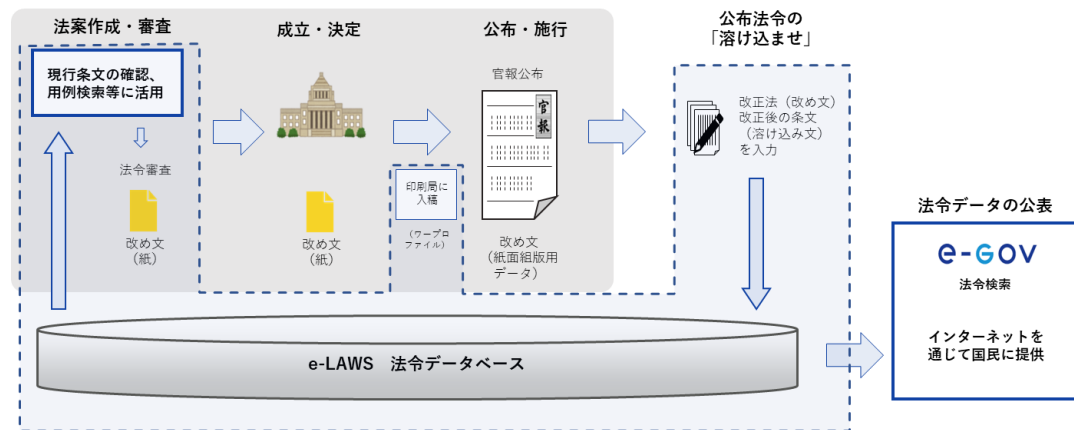 法案作成・審査
現行条文の確認、
用例検索等に活用
法令審査
改め文
（紙）
成立・決定
改め文
（紙）
印刷局に
入稿
（ワープロ
ファイル）
公布・施行
官報公布
官
報
改め文
（紙面組版用
データ）
公布法令の
「溶け込ませ」
改正法（改め文）
改正後の条文
（溶け込み文）
を入力
e-LAWS　法令データベース
法令データの公表
e-GOV
法令検索
インターネットを
通じて国民に提供